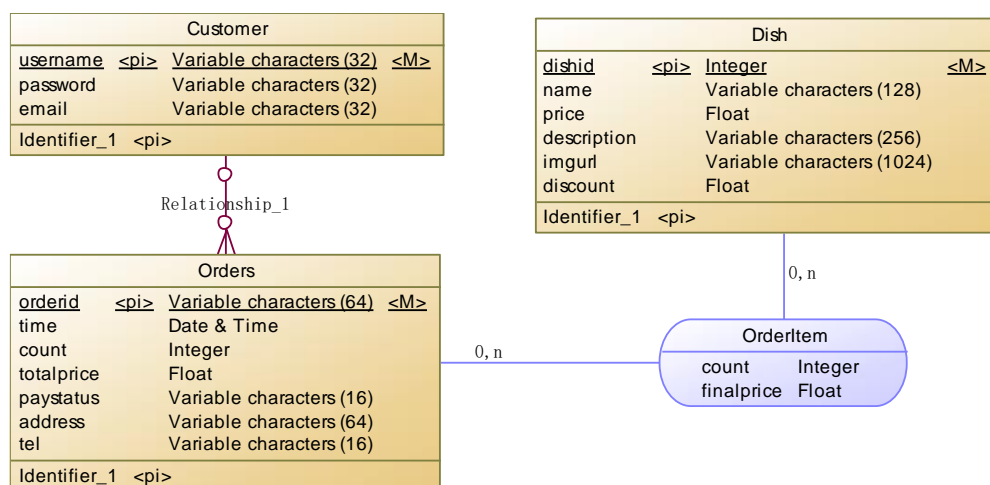 Customer
username <pi> Variable characters (32) <M>
password Variable characters (32)
email Variable characters (32)
Identifier_1 <pi>
Relationship_1
Orders
orderid <pi> Variable characters (64) <M>
time Date & Time
count Integer
totalprice Float
paystatus Variable characters (16)
address Variable characters (64)
tel Variable characters (16)
Identifier_1 <pi>
Dish
dishid <pi> Integer <M>
name Variable characters (128)
price Float
description Variable characters (256)
imgurl Variable characters (1024)
discount Float
Identifier_1 <pi>
0,n
0,n
OrderItem
count Integer
finalprice Float